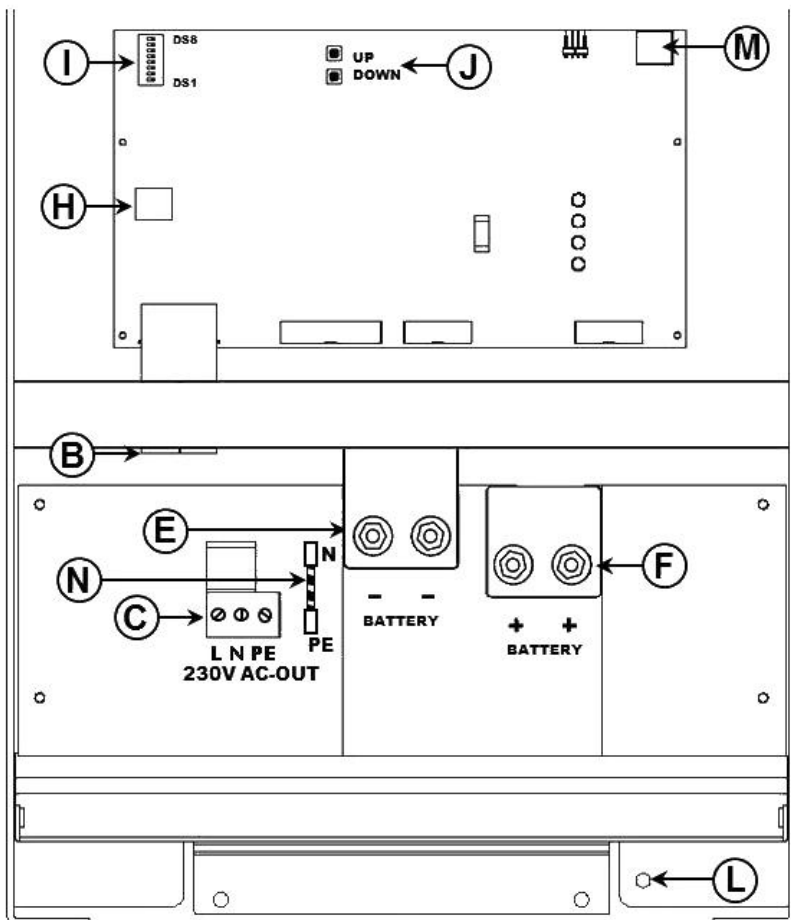 DS8
I
DS1
UP
DOWN
J
M
H
B
E
N
N
C
PE
L N PE
230V AC-OUT
- -
BATTERY
F
+ +
BATTERY
L